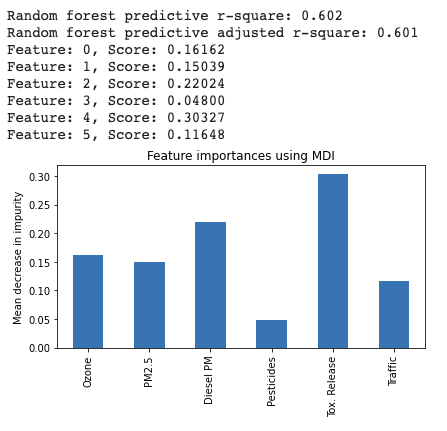 Random forest predictive r-square: 0.602
Random forest predictive adjusted r-square: 0.601
Feature: 0, Score: 0.16162
Feature: 1, Score: 0.15039
Feature: 2, Score: 0.22024
Feature: 3, Score: 0.04800
Feature: 4, Score: 0.30327
Feature: 5, Score: 0.11648
Feature importances using MDI
Mean decrease in impurity
0.30
0.25
0.20
0.15
0.10
0.05
0.00
Ozone
PM2.5
Diesel PM
Pesticides
Tox. Release
Traffic